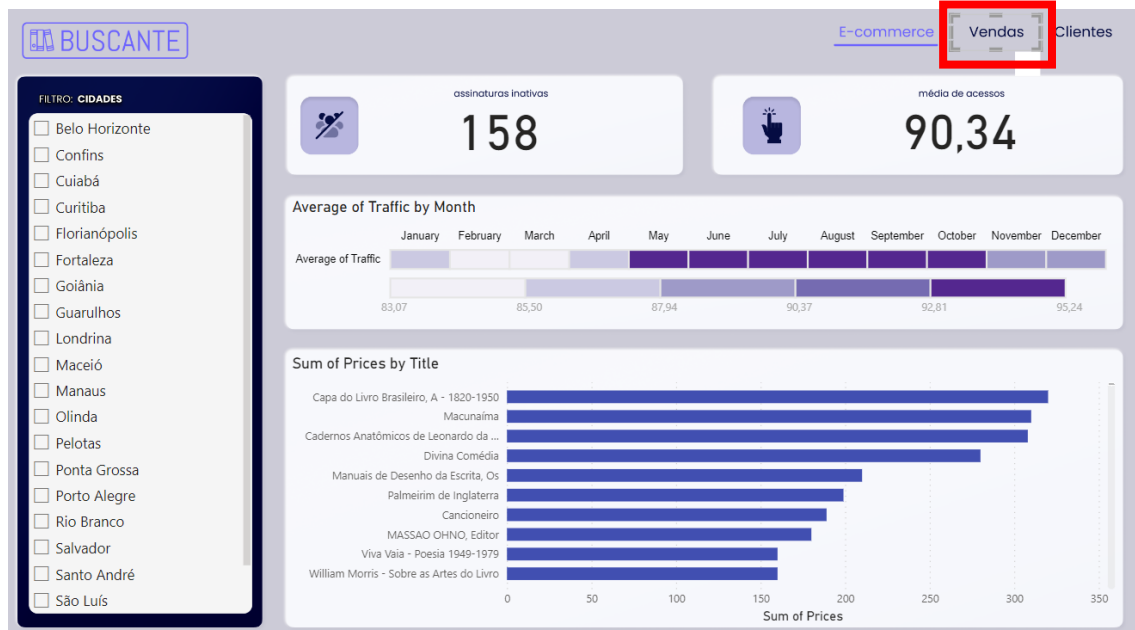 BUSCANTE
E-commerce Vendas Clientes
FILTRO: CIDADES
Belo Horizonte
Confins
Cuiabá
Curitiba
Florianópolis
Fortaleza
Goiânia
Guarulhos
Londrina
Maceió
Manaus
Olinda
Pelotas
Ponta Grossa
Porto Alegre
Rio Branco
Salvador
Santo André
São Luís
assinaturas inativas
158
média de acessos
90,34
Average of Traffic by Month
January February March April May June July August September October November December
Average of Traffic
83,07 85,50 87,94 90,37 92,81 95,24
Sum of Prices by Title
Capa do Livro Brasileiro, A - 1820-1950
Macunaíma
Cadernos Anatômicos de Leonardo da ...
Divina Comédia
Manuais de Desenho da Escrita, Os
Palmeirim de Inglaterra
Cancioneiro
MASSAO OHNO, Editor
Viva Vaia - Poesia 1949-1979
William Morris - Sobre as Artes do Livro
0 50 100 150 200 250 300 350
Sum of Prices